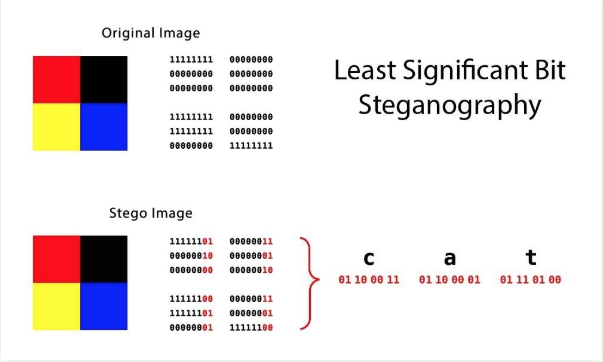 Original Image
11111111 00000000
00000000 00000000
00000000 00000000
11111111 00000000
11111111 00000000
00000000 11111111
Least Significant Bit
Steganography
Stego Image
11111101 00000011
00000010 00000001
00000000 00000010
11111100 00000011
11111101 00000001
00000001 11111100
c a t
01 10 00 11 01 10 00 01 01 11 01 00